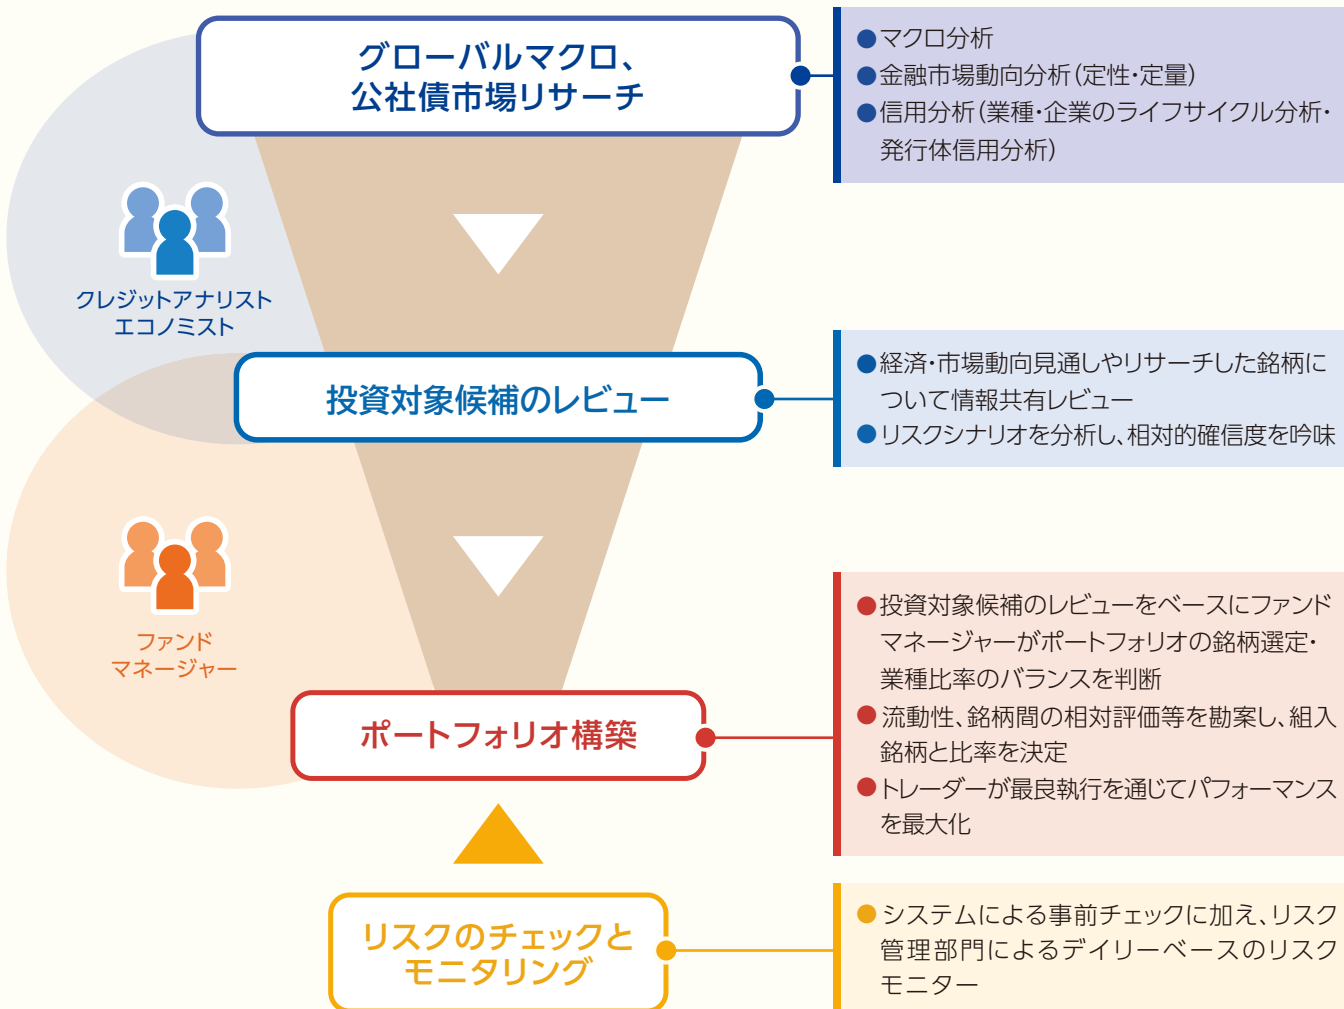 グローバルマクロ、
公社債市場リサーチ
●マクロ分析
●金融市場動向分析(定性・定量)
●信用分析(業種・企業のライフサイクル分析・
発行体信用分析)
クレジットアナリスト
エコノミスト
投資対象候補のレビュー
●経済・市場動向見通しやリサーチした銘柄に
ついて情報共有レビュー
●リスクシナリオを分析し、相対的確信度を吟味
ファンド
マネージャー
ポートフォリオ構築
●投資対象候補のレビューをベースにファンド
マネージャーがポートフォリオの銘柄選定・
業種比率のバランスを判断
●流動性、銘柄間の相対評価等を勘案し、組入
銘柄と比率を決定
●トレーダーが最良執行を通じてパフォーマンス
を最大化
リスクのチェックと
モニタリング
●システムによる事前チェックに加え、リスク
管理部門によるデイリーベースのリスク
モニター